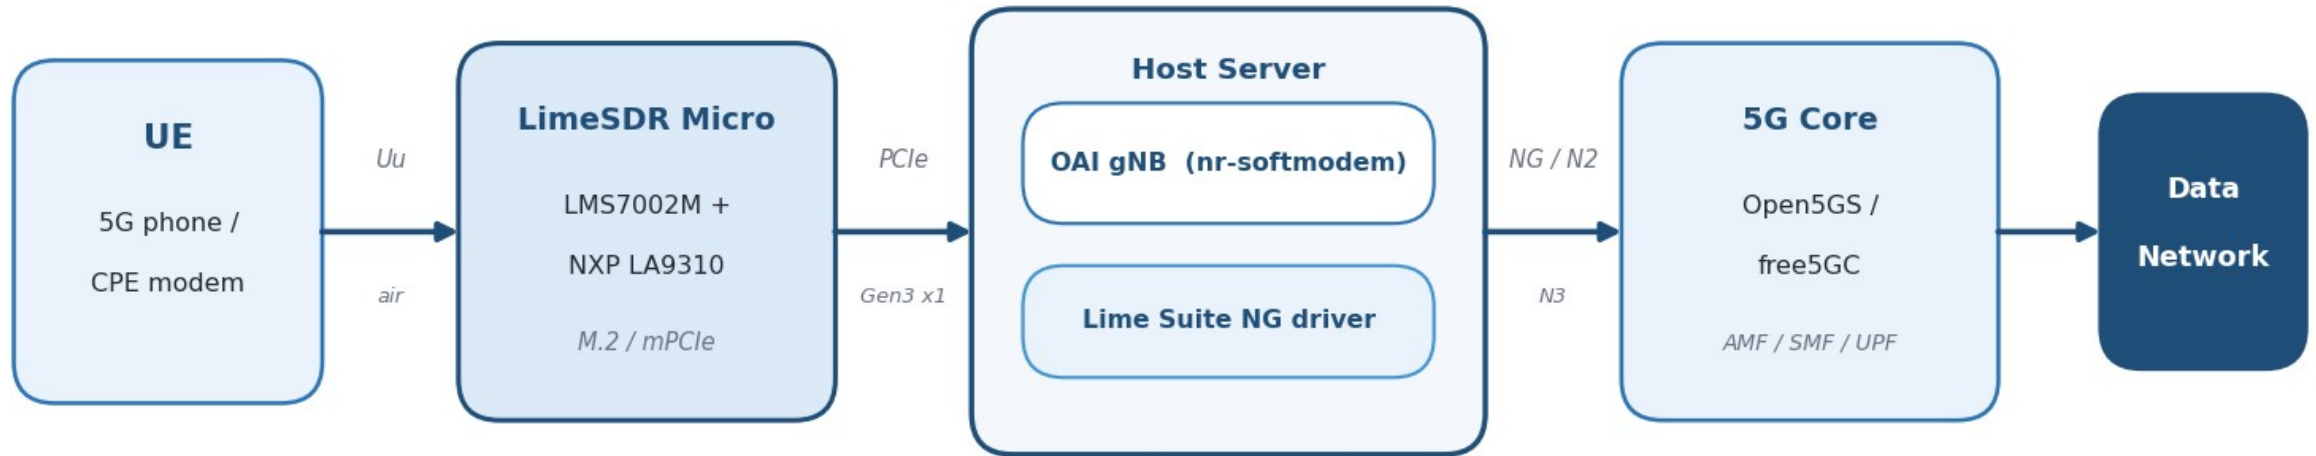 UE
5G phone /
CPE modem
Uu
air
LimeSDR Micro
LMS7002M +
NXP LA9310
M.2 / mPCIe
PCIe
Gen3 x1
Host Server
OAI gNB (nr-softmodem)
Lime Suite NG driver
NG / N2
N3
5G Core
Open5GS /
free5GC
AMF / SMF / UPF
Data
Network